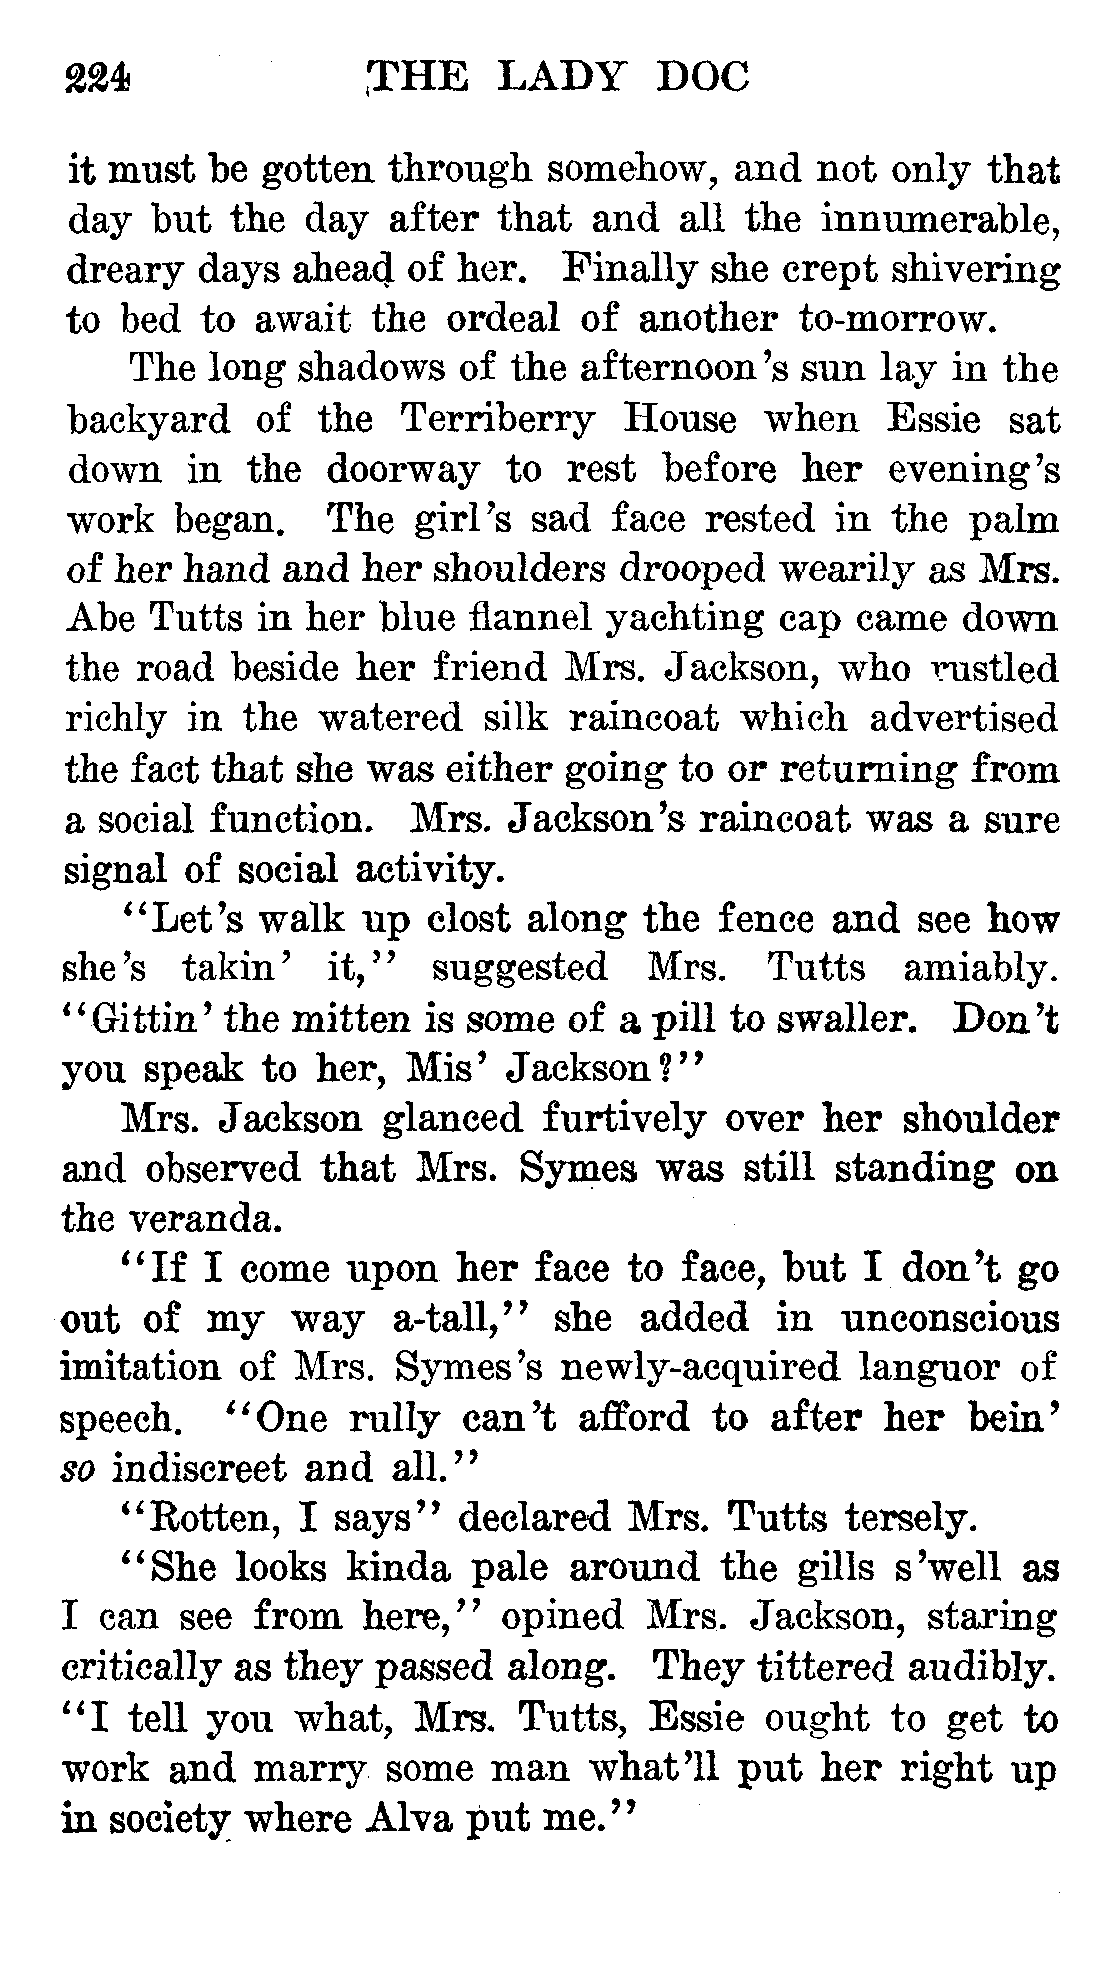 224 THE LADY DOC
it must be gotten through somehow, and not only that
day but the day after that and all the innumerable,
dreary days ahead of her. Finally she crept shivering
to bed to await the ordeal of another to-morrow.
The long shadows of the afternoon's sun lay in the
backyard of the Terriberry House when Essie sat
down in the doorway to rest before her evening's
work began. The girl's sad face rested in the palm
of her hand and her shoulders drooped wearily as Mrs.
Abe Tutts in her blue flannel yachting cap came down
the road beside her friend Mrs. Jackson, who rustled
richly in the watered silk raincoat which advertised
the fact that she was either going to or returning from
a social function. Mrs. Jackson's raincoat was a sure
signal of social activity.
"Let's walk up clost along the fence and see how
she's takin' it," suggested Mrs. Tutts amiably.
"Gittin' the mitten is some of a pill to swaller. Don't
you speak to her, Mis' Jackson?"
Mrs. Jackson glanced furtively over her shoulder
and observed that Mrs. Symes was still standing on
the veranda.
"If I come upon her face to face, but I don't go
out of my way a-tall," she added in unconscious
imitation of Mrs. Symes's newly-acquired languor of
speech. "One rully can't afford to after her bein'
so indiscreet and all."
"Rotten, I says" declared Mrs. Tutts tersely.
"She looks kinda pale around the gills s'well as
I can see from here," opined Mrs. Jackson, staring
critically as they passed along. They tittered audibly.
"I tell you what, Mrs. Tutts, Essie ought to get to
work and marry some man what'll put her right up
in society where Alva put me."